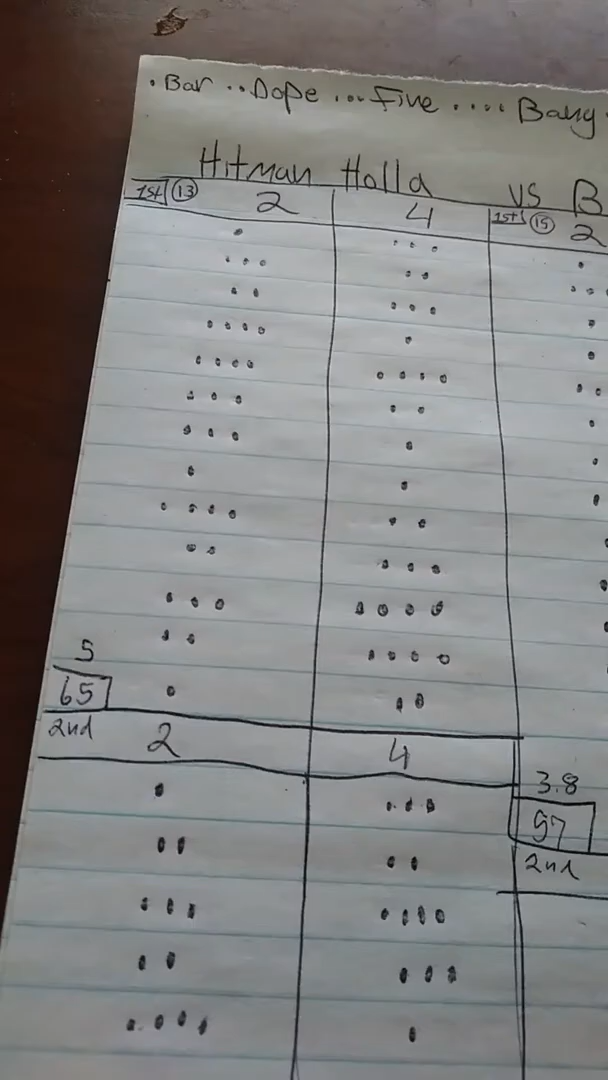 . Bar .. Dope ... Five .... Bang
Hitman Holla VS B
1st 13 2 4 1st 15 2
5
65
2nd 2 4
3.8
97
2nd